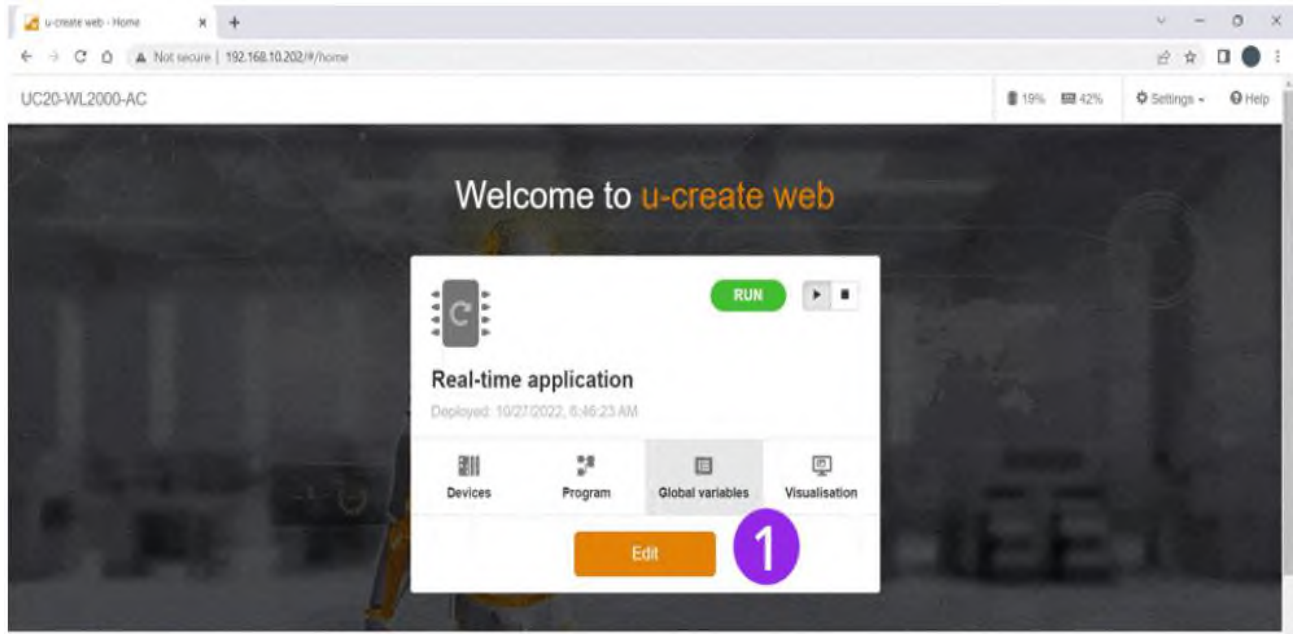 u-create web - Home
Not secure | 192.168.10.202/#/home
UC20-WL2000-AC 19% 42% Settings Help
Welcome to u-create web
RUN
Real-time application
Deployed: 10/27/2022, 6:46:23 AM
Devices Program Global variables Visualisation
Edit 1